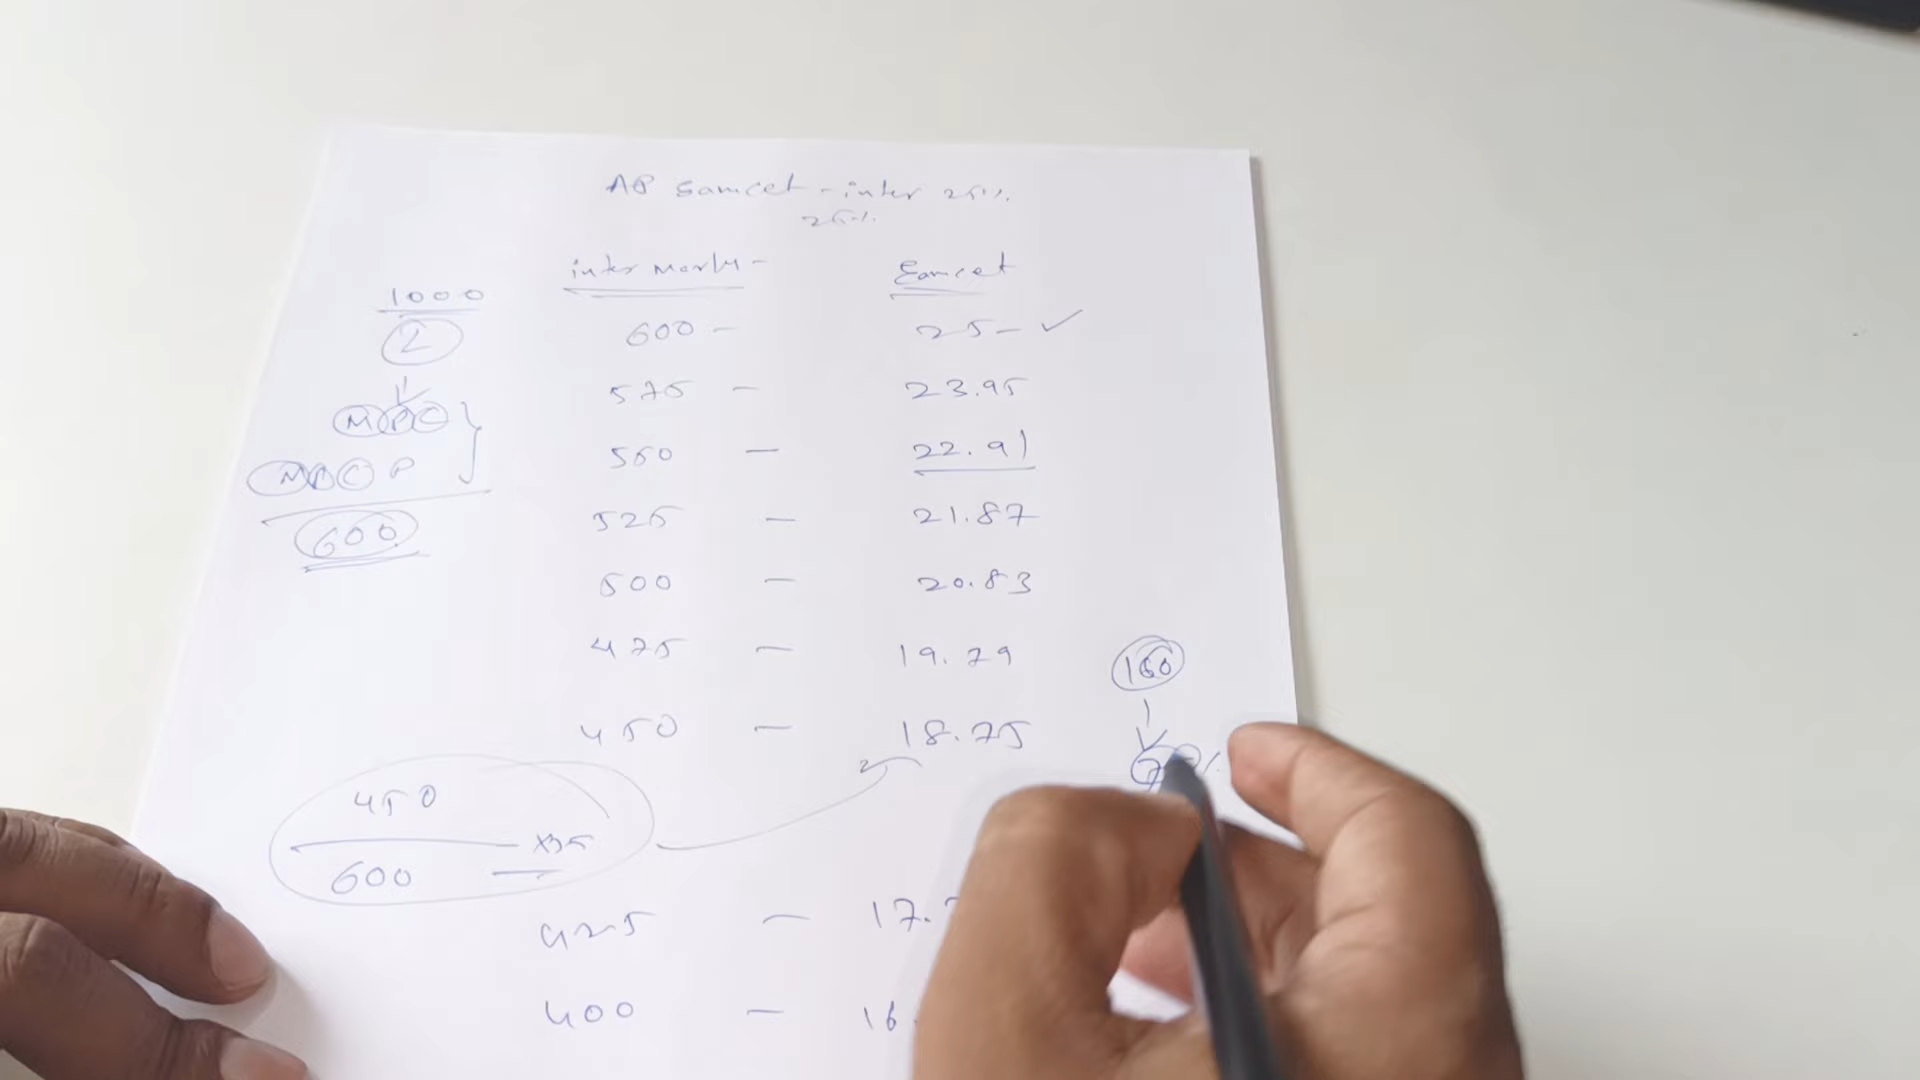 AP Eamcet - inter 25%
25%
inter marks - Eamcet
1000
2
600 - 25 - ✓
575 - 23.95
MPC
550 - 22.91
P
525 - 21.87
600
500 - 20.83
475 - 19.79
160
450 - 18.75
450
600 ×25
425 - 17.
400 - 16.